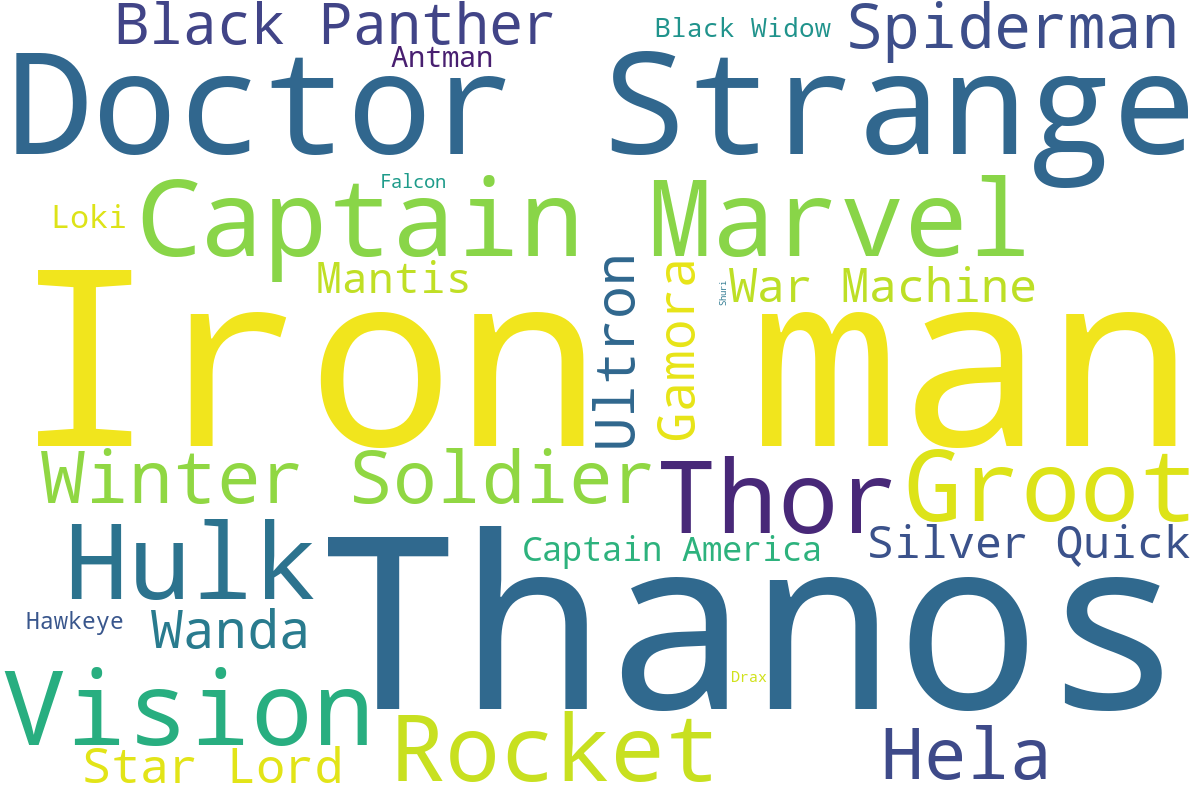 Black Panther
Black Widow
Spiderman
Antman
Doctor Strange
Falcon
Captain Marvel
Loki
Mantis
Ultron
Gamora
Shuri
War Machine
Iron man
Winter Soldier
Thor
Groot
Hulk
Captain America
Silver Quick
Thanos
Hawkeye
Wanda
Vision
Drax
Star Lord
Rocket
Hela